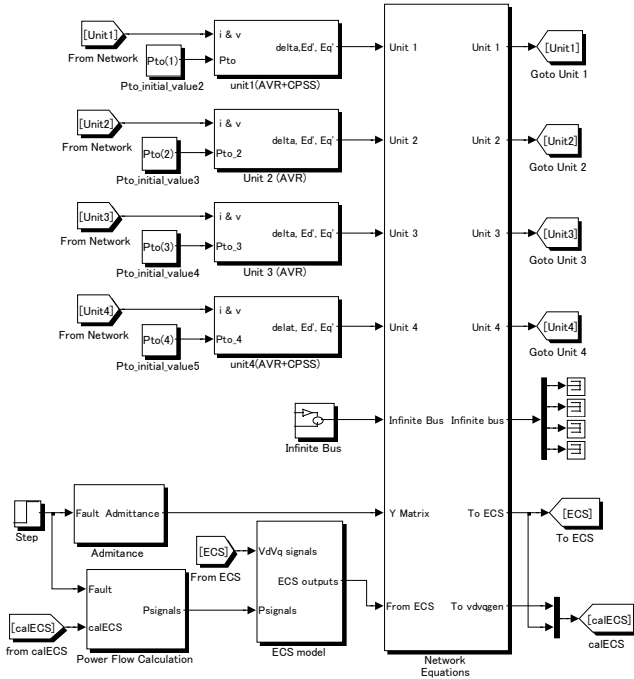 [Unit1]
From Network
Pto(1)
Pto_initial_value2
i & v
Pto
delta,Ed', Eq'
unit1(AVR+CPSS)
Unit 1
Unit 1
[Unit1]
Goto Unit 1
[Unit2]
From Network
Pto(2)
Pto_initial_value3
i & v
Pto_2
delta, Ed', Eq'
Unit 2 (AVR)
Unit 2
Unit 2
[Unit2]
Goto Unit 2
[Unit3]
From Network
Pto(3)
Pto_initial_value4
i & v
Pto_3
delta, Ed', Eq'
Unit 3 (AVR)
Unit 3
Unit 3
[Unit3]
Goto Unit 3
[Unit4]
From Network
Pto(4)
Pto_initial_value5
i & v
Pto_4
delat, Ed', Eq'
unit4(AVR+CPSS)
Unit 4
Unit 4
[Unit4]
Goto Unit 4
Infinite Bus
Infinite Bus
Infinite bus
Step
Fault Admittance
Admitance
Y Matrix
To ECS
[ECS]
To ECS
[ECS]
From ECS
VdVq signals
ECS outputs
Psignals
ECS model
Fault
calECS
Psignals
Power Flow Calculation
[calECS]
from calECS
From ECS
To vdvqgen
[calECS]
calECS
Network
Equations